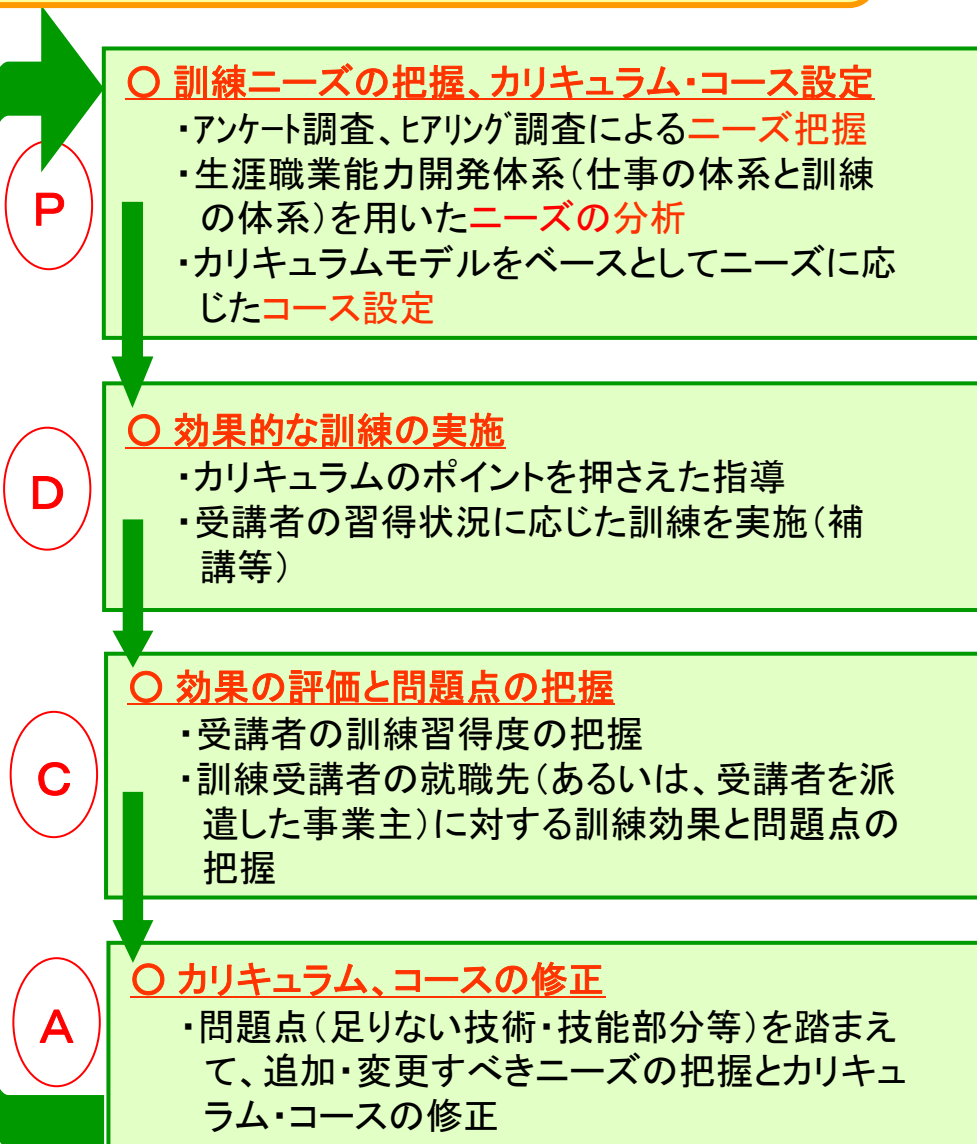 〇 訓練ニーズの把握、カリキュラム・コース設定
・アンケート調査、ヒアリング調査によるニーズ把握
・生涯職業能力開発体系（仕事の体系と訓練
の体系）を用いたニーズの分析
・カリキュラムモデルをベースとしてニーズに応
じたコース設定
P
〇 効果的な訓練の実施
・カリキュラムのポイントを押さえた指導
・受講者の習得状況に応じた訓練を実施（補
講等）
D
〇 効果の評価と問題点の把握
・受講者の訓練習得度の把握
・訓練受講者の就職先（あるいは、受講者を派
遣した事業主）に対する訓練効果と問題点の
把握
C
〇 カリキュラム、コースの修正
・問題点（足りない技術・技能部分等）を踏まえ
て、追加・変更すべきニーズの把握とカリキュ
ラム・コースの修正
A